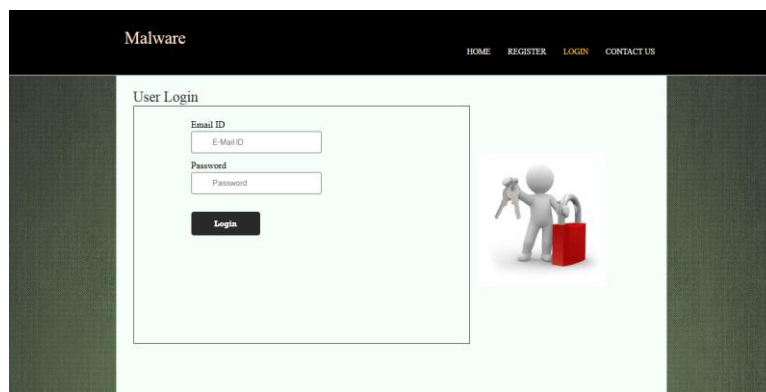 Malware
HOME REGISTER LOGIN CONTACT US
User Login
Email ID
E-Mail ID
Password
Password
Login